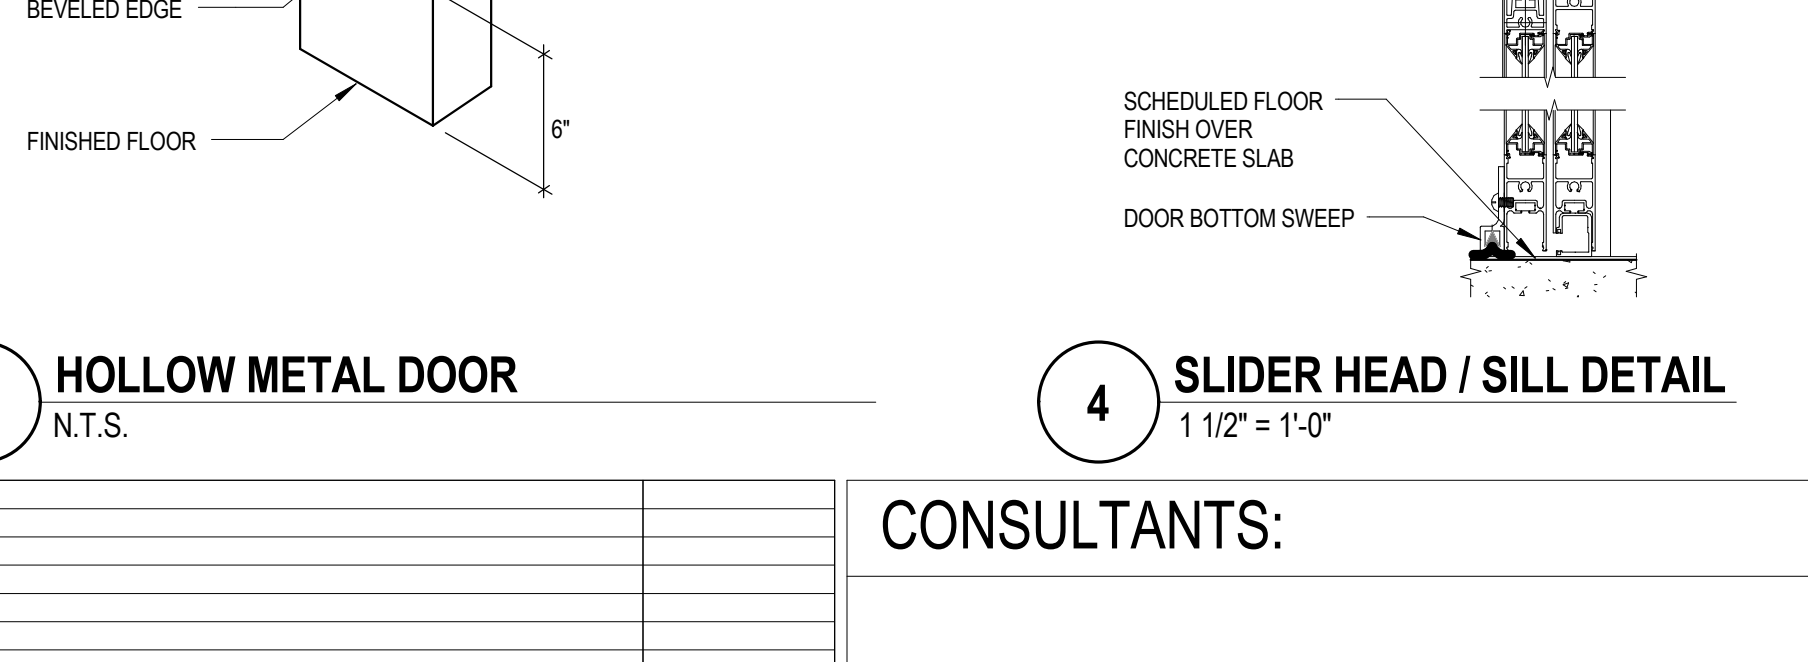 BEVELED EDGE
FINISHED FLOOR
6"
HOLLOW METAL DOOR
N.T.S.
SCHEDULED FLOOR
FINISH OVER
CONCRETE SLAB
DOOR BOTTOM SWEEP
4
SLIDER HEAD / SILL DETAIL
1 1/2" = 1'-0"
CONSULTANTS: